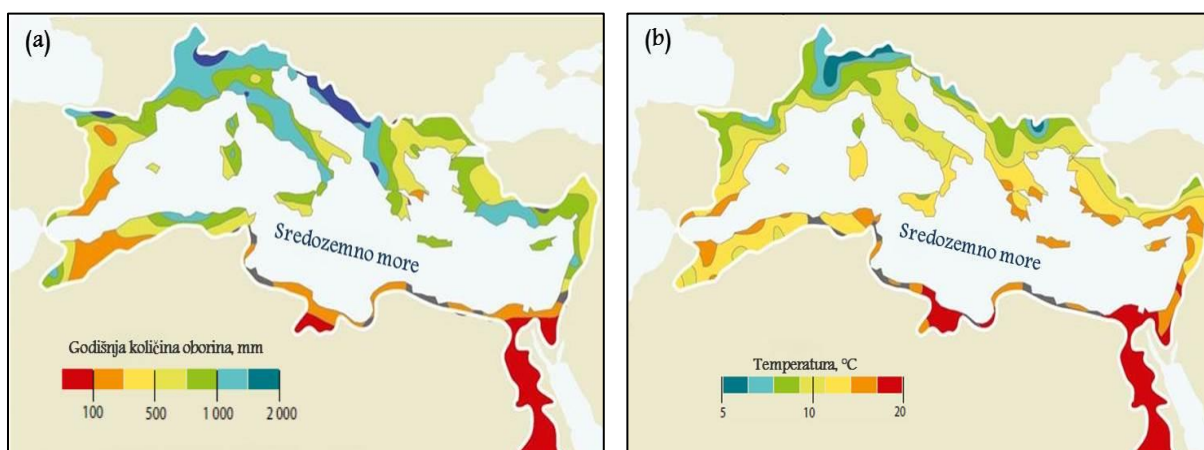 (a)
Sredozemno more
Godišnja količina oborina, mm
100 500 1 000 2 000
(b)
Sredozemno more
Temperatura, °C
5 10 20